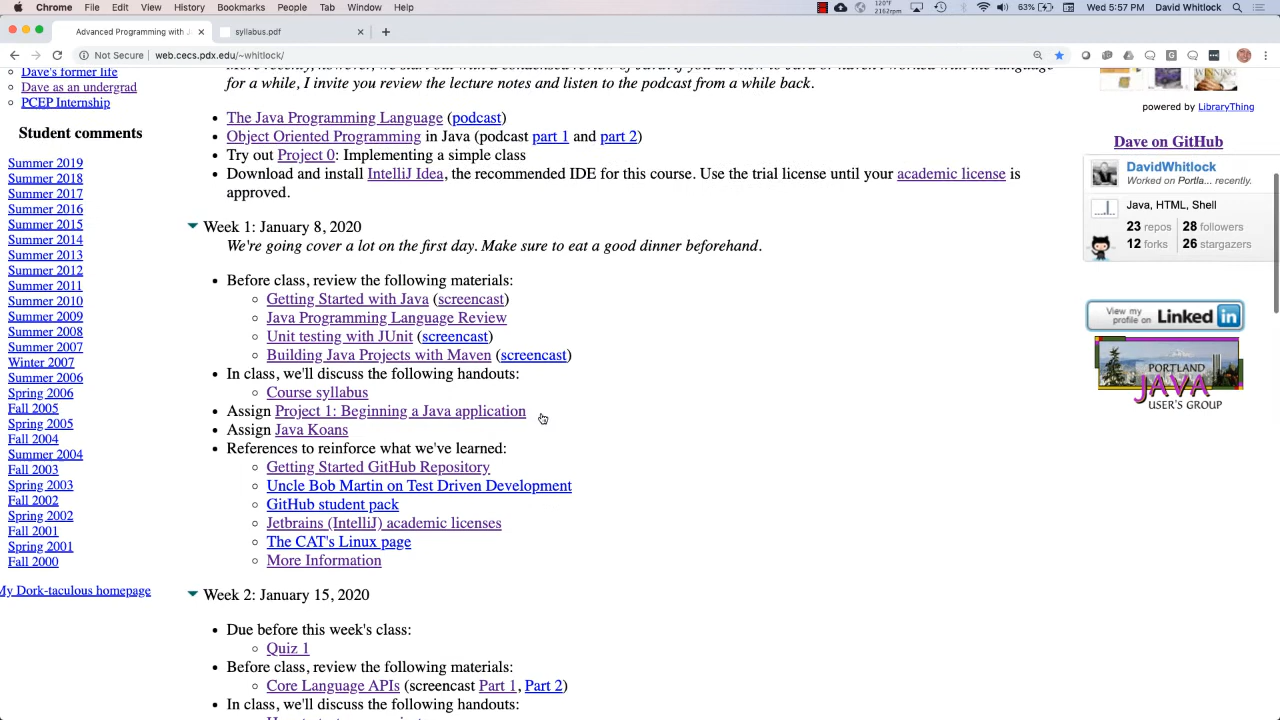 Chrome File Edit View History Bookmarks People Tab Window Help
120°F 2162rpm 63% Wed 5:57 PM David Whitlock
Advanced Programming with J
syllabus.pdf
Not Secure | web.cecs.pdx.edu/~whitlock/
Dave's former life
Dave as an undergrad
PCEP Internship
Student comments
Summer 2019
Summer 2018
Summer 2017
Summer 2016
Summer 2015
Summer 2014
Summer 2013
Summer 2012
Summer 2011
Summer 2010
Summer 2009
Summer 2008
Summer 2007
Winter 2007
Summer 2006
Spring 2006
Fall 2005
Spring 2005
Fall 2004
Summer 2004
Fall 2003
Spring 2003
Fall 2002
Spring 2002
Fall 2001
Spring 2001
Fall 2000
My Dork-taculous homepage
for a while, I invite you review the lecture notes and listen to the podcast from a while back.
The Java Programming Language (podcast)
Object Oriented Programming in Java (podcast part 1 and part 2)
Try out Project 0: Implementing a simple class
Download and install IntelliJ Idea, the recommended IDE for this course. Use the trial license until your academic license is
approved.
Week 1: January 8, 2020
We're going cover a lot on the first day. Make sure to eat a good dinner beforehand.
Before class, review the following materials:
Getting Started with Java (screencast)
Java Programming Language Review
Unit testing with JUnit (screencast)
Building Java Projects with Maven (screencast)
In class, we'll discuss the following handouts:
Course syllabus
Assign Project 1: Beginning a Java application
Assign Java Koans
References to reinforce what we've learned:
Getting Started GitHub Repository
Uncle Bob Martin on Test Driven Development
GitHub student pack
Jetbrains (IntelliJ) academic licenses
The CAT's Linux page
More Information
Week 2: January 15, 2020
Due before this week's class:
Quiz 1
Before class, review the following materials:
Core Language APIs (screencast Part 1, Part 2)
In class, we'll discuss the following handouts:
powered by LibraryThing
Dave on GitHub
DavidWhitlock
Worked on Portla... recently.
Java, HTML, Shell
23 repos 28 followers
12 forks 26 stargazers
View my profile on Linked in
PORTLAND
JAVA
USER'S GROUP